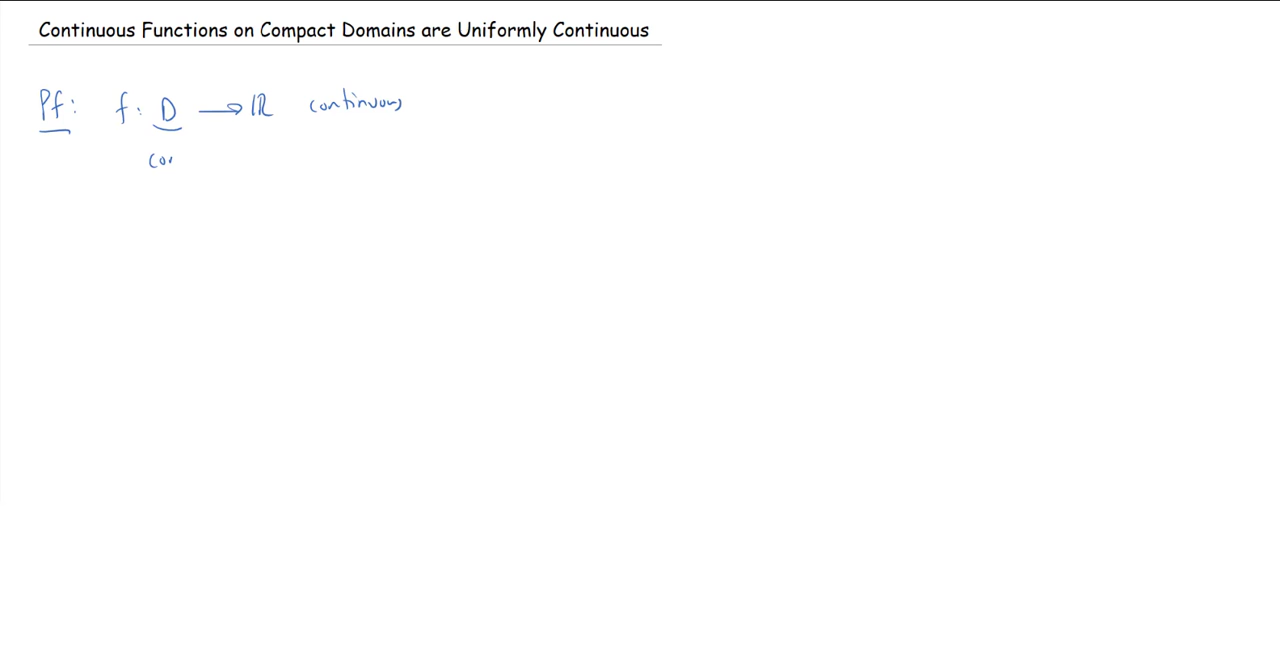 Continuous Functions on Compact Domains are Uniformly Continuous
Pf: f: D → ℝ continuous